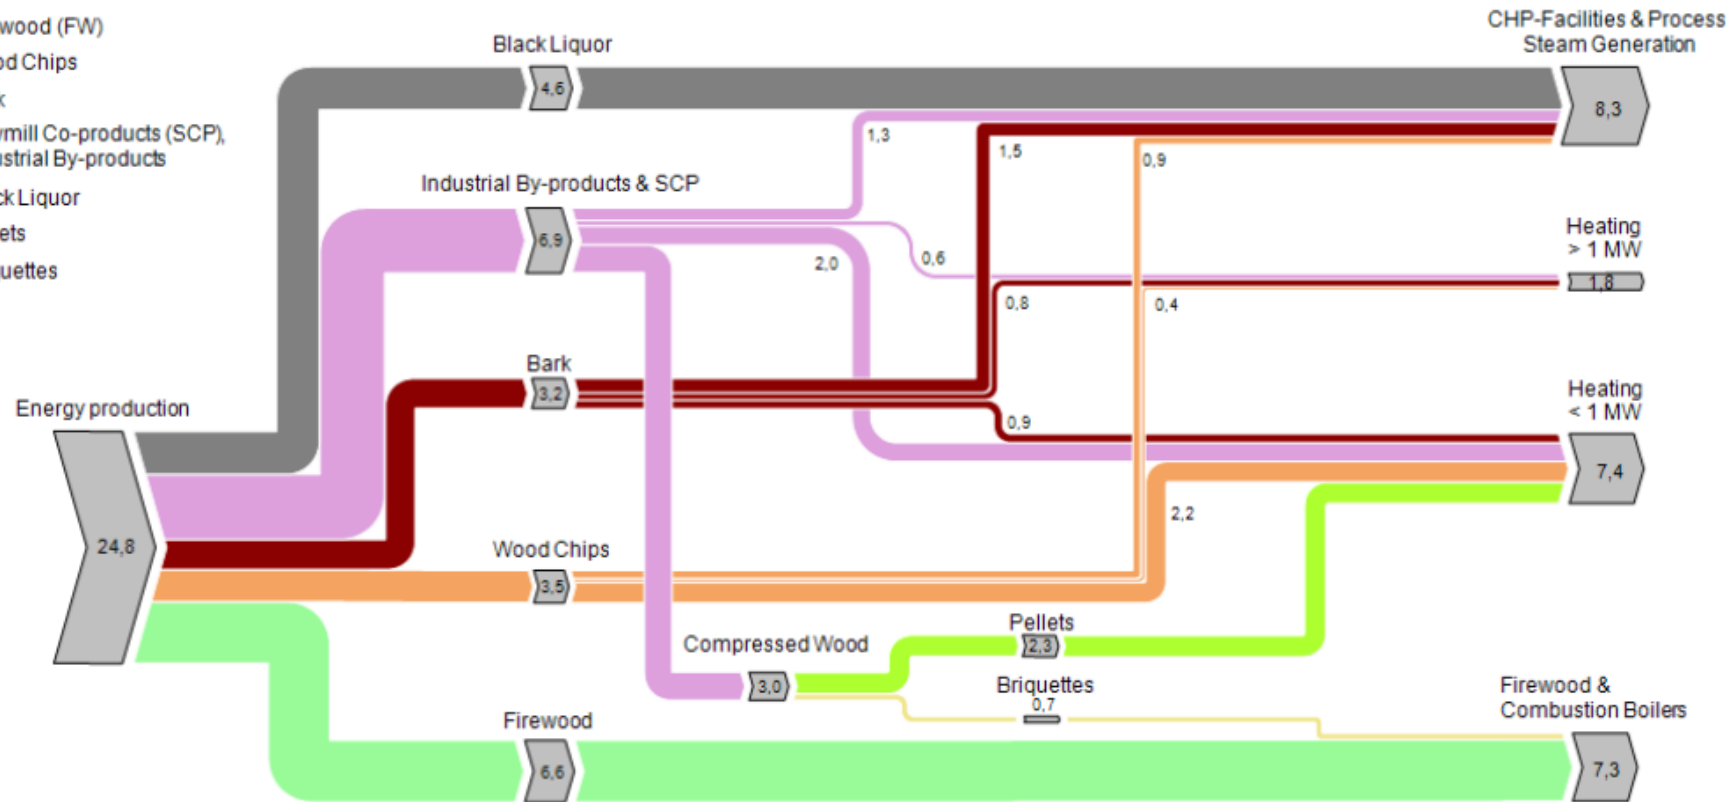 wood (FW)
od Chips
k
vmill Co-products (SCP),
ustrial By-products
ck Liquor
ets
uettes
Black Liquor
4,6
CHP-Facilities & Process
Steam Generation
8,3
1,3
1,5
0,9
Industrial By-products & SCP
6,9
2,0
0,6
Heating
> 1 MW
1,8
0,8
0,4
Bark
3,2
0,9
Heating
< 1 MW
7,4
Energy production
24,8
2,2
Wood Chips
3,5
Compressed Wood
3,0
Pellets
2,3
Briquettes
0,7
Firewood &
Combustion Boilers
7,3
Firewood
6,6